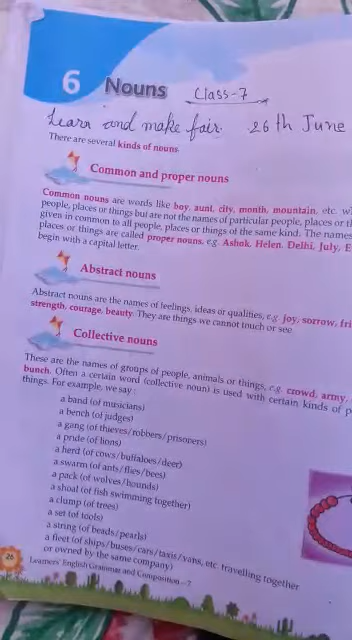 6 Nouns Class-7
Learn and make fair. 26th June
There are several kinds of nouns.
Common and proper nouns
Common nouns are words like boy, aunt, city, month, mountain, etc.
people, places or things but are not the names of particular people, places or
given in common to all people, places or things of the same kind. The names
places or things are called proper nouns, e.g. Ashok, Helen, Delhi, July,
begin with a capital letter.
Abstract nouns
Abstract nouns are the names of feelings, ideas or qualities, e.g. joy, sorrow,
strength, courage, beauty. They are things we cannot touch or see.
Collective nouns
These are the names of groups of people, animals or things, e.g. crowd, army,
bunch. Often a certain word (collective noun) is used with certain kinds of
things. For example, we say:
a band (of musicians)
a bench (of judges)
a gang (of thieves/robbers/prisoners)
a pride (of lions)
a herd (of cows/buffaloes/deer)
a swarm (of ants/flies/bees)
a pack (of wolves/hounds)
a shoal (of fish swimming together)
a clump (of trees)
a set (of tools)
a string (of beads/pearls)
a fleet (of ships/buses/cars/taxis/vans, etc. travelling together
or owned by the same company)
26 Learners' English Grammar and Composition–7